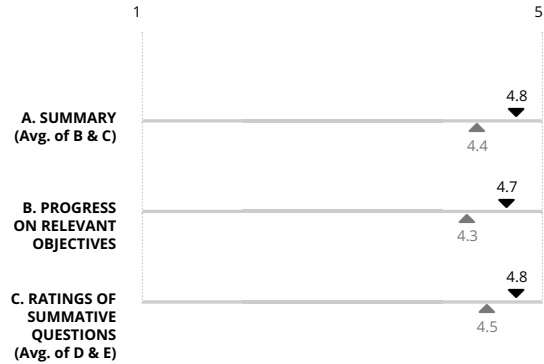 1 5
4.8
A. SUMMARY
(Avg. of B & C)
4.4
4.7
B. PROGRESS
ON RELEVANT
OBJECTIVES
4.3
4.8
C. RATINGS OF
SUMMATIVE
QUESTIONS
(Avg. of D & E)
4.5